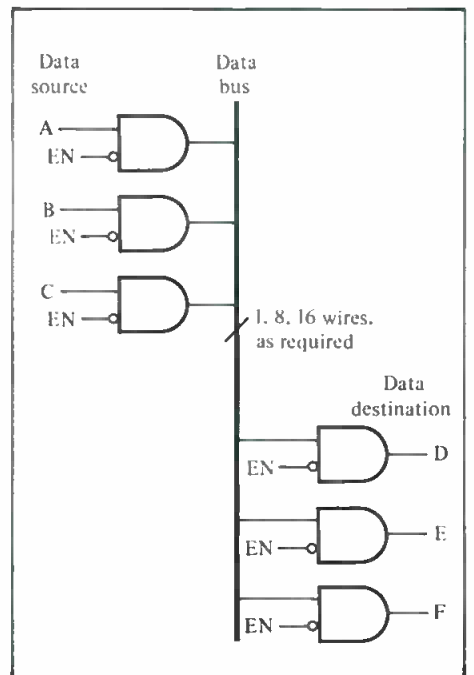 Data
source
Data
bus
A
EN
B
EN
C
EN
1, 8, 16 wires,
as required
Data
destination
EN
D
EN
E
EN
F